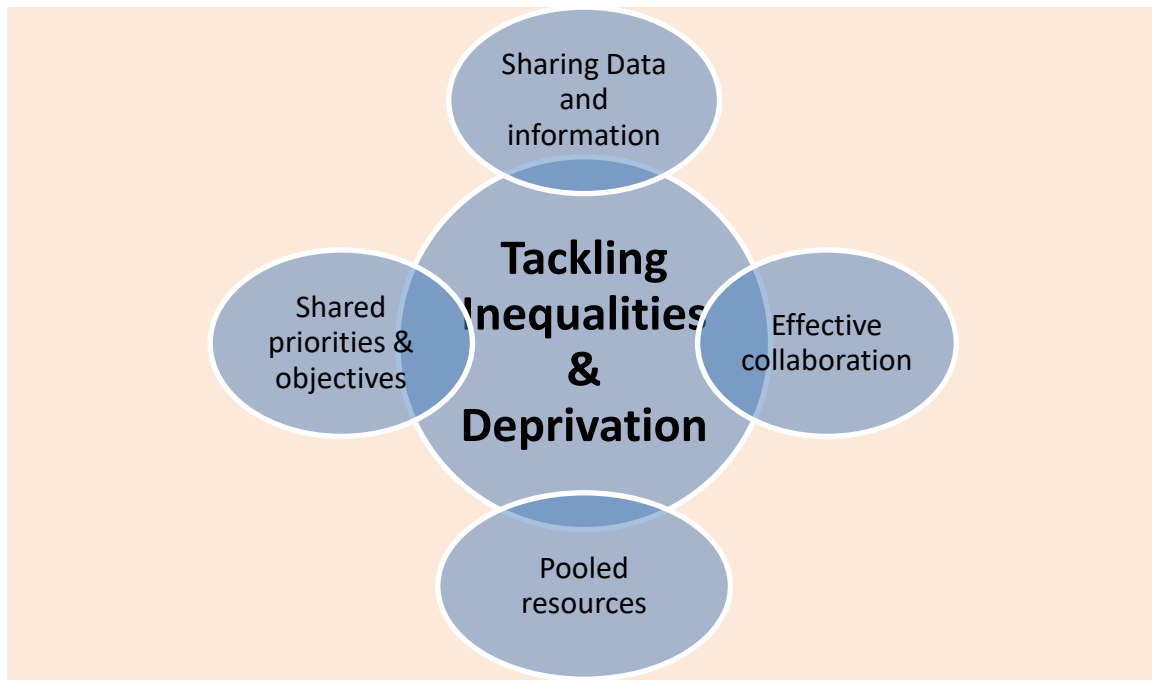 Sharing Data
and
information
Tackling
Inequalities
&
Deprivation
Shared
priorities &
objectives
Effective
collaboration
Pooled
resources